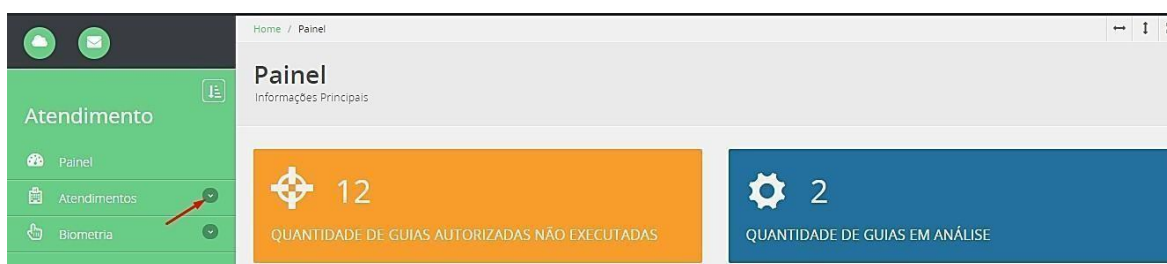 Home / Painel
Painel
Informações Principais
Atendimento
Painel
Atendimentos
Biometria
12
QUANTIDADE DE GUIAS AUTORIZADAS NÃO EXECUTADAS
2
QUANTIDADE DE GUIAS EM ANÁLISE